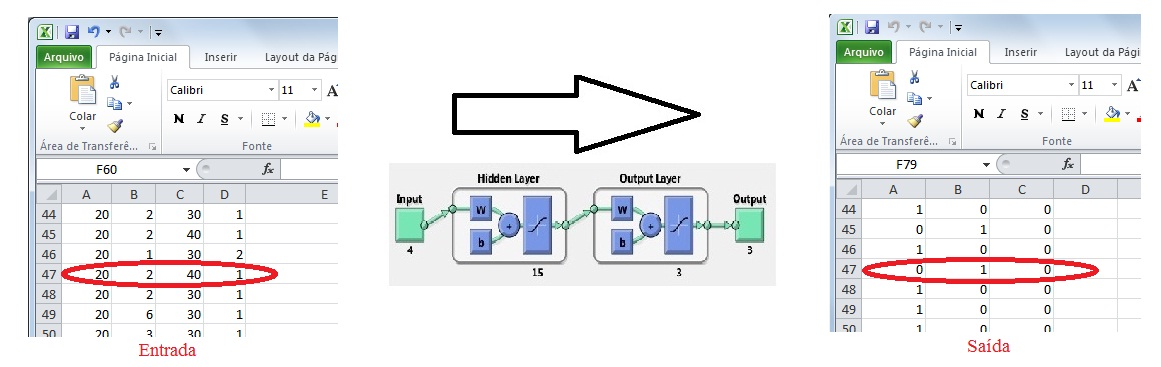 Arquivo Página Inicial Inserir Layout da Pág
Calibri 11 A
Colar N I S A
Área de Transferê... Fonte
F60 fx
A B C D E
44 20 2 30 1
45 20 2 40 1
46 20 1 30 2
47 20 2 40 1
48 20 2 30 1
49 20 6 30 1
50 20 3 30 1
Entrada
Hidden Layer Output Layer
Input Output
W W
b + b +
4 15 3 3
Arquivo Página Inicial Inserir Layout da Pági
Calibri 11 A
Colar N I S A
Área de Transferê... Fonte
F79 fx
A B C D
44 1 0 0
45 0 1 0
46 1 0 0
47 0 1 0
48 1 0 0
49 1 0 0
50 1 0 0
Saída